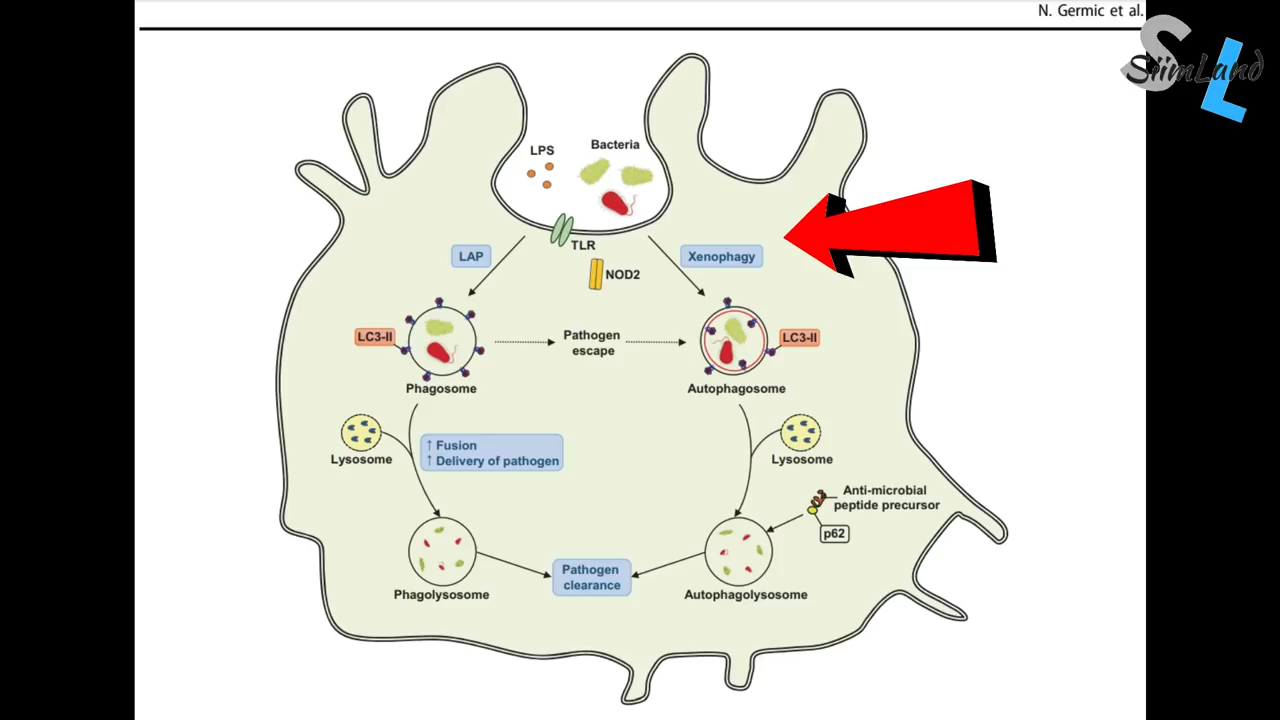 N. Germic et al.
S
SiimLand
L
LPS
Bacteria
TLR
LAP
Xenophagy
NOD2
LC3-II
Pathogen
escape
LC3-II
Phagosome
Autophagosome
↑ Fusion
↑ Delivery of pathogen
Lysosome
Lysosome
Anti-microbial
peptide precursor
p62
Pathogen
clearance
Phagolysosome
Autophagolysosome